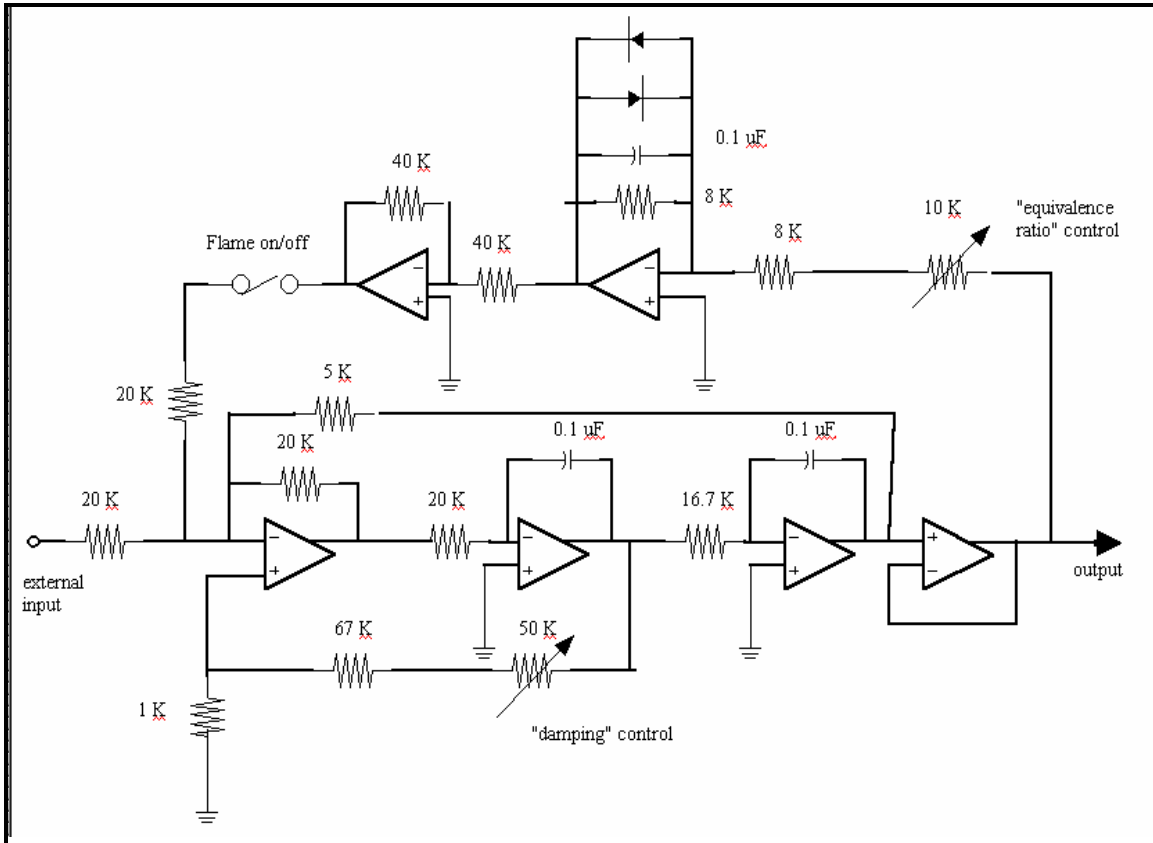 0.1 uF
40 K
8 K
10 K
"equivalence
ratio" control
8 K
Flame on/off
40 K
−
+
−
+
5 K
20 K
20 K
0.1 uF
0.1 uF
20 K
20 K
16.7 K
−
+
−
+
−
+
+
−
external
input
output
67 K
50 K
1 K
"damping" control